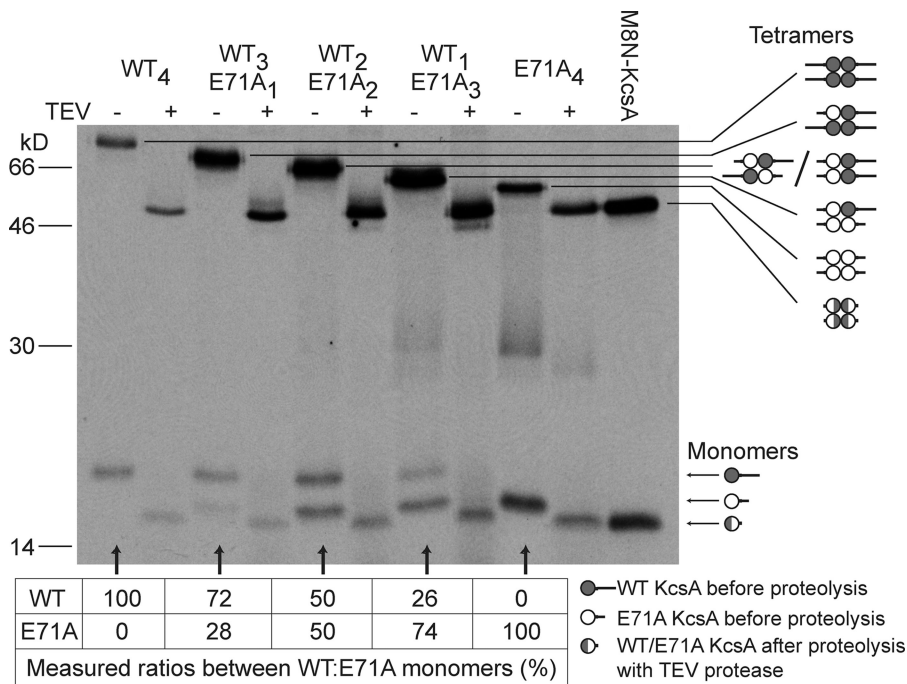 WT4
WT3
E71A1
WT2
E71A2
WT1
E71A3
E71A4
M8N-KcsA
Tetramers
TEV - + - + - + - + - +
kD
66
46
30
14
Monomers
WT 100 72 50 26 0
E71A 0 28 50 74 100
Measured ratios between WT:E71A monomers (%)
WT KcsA before proteolysis
E71A KcsA before proteolysis
WT/E71A KcsA after proteolysis
with TEV protease